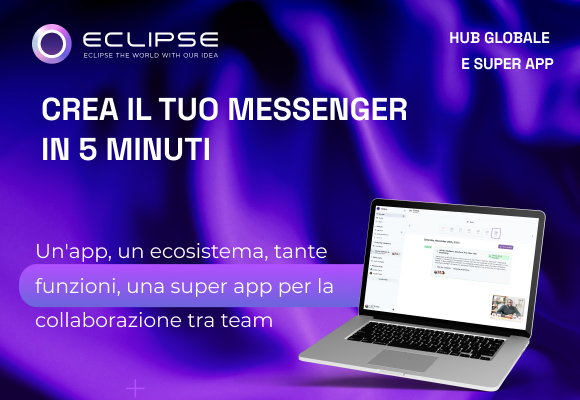 ECLIPSE
ECLIPSE THE WORLD WITH OUR IDEA
HUB GLOBALE
E SUPER APP
CREA IL TUO MESSENGER
IN 5 MINUTI
Un'app, un ecosistema, tante
funzioni, una super app per la
collaborazione tra team